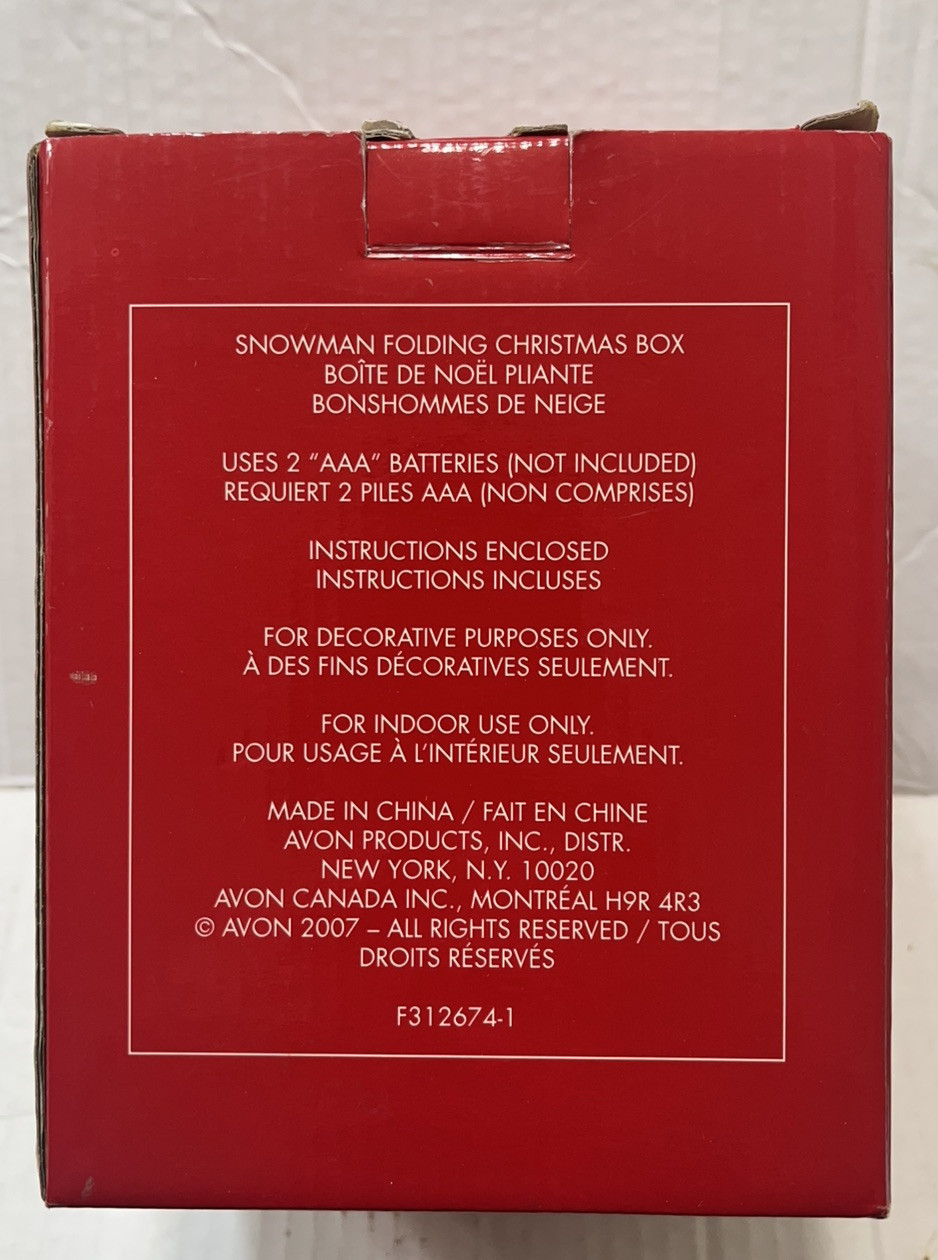 SNOWMAN FOLDING CHRISTMAS BOX
BOÎTE DE NOËL PLIANTE
BONSHOMMES DE NEIGE
USES 2 “AAA” BATTERIES (NOT INCLUDED)
REQUIERT 2 PILES AAA (NON COMPRISES)
INSTRUCTIONS ENCLOSED
INSTRUCTIONS INCLUSES
FOR DECORATIVE PURPOSES ONLY.
À DES FINS DÉCORATIVES SEULEMENT.
FOR INDOOR USE ONLY.
POUR USAGE À L’INTÉRIEUR SEULEMENT.
MADE IN CHINA / FAIT EN CHINE
AVON PRODUCTS, INC., DISTR.
NEW YORK, N.Y. 10020
AVON CANADA INC., MONTRÉAL H9R 4R3
© AVON 2007 – ALL RIGHTS RESERVED / TOUS
DROITS RÉSERVÉS
F312674-1